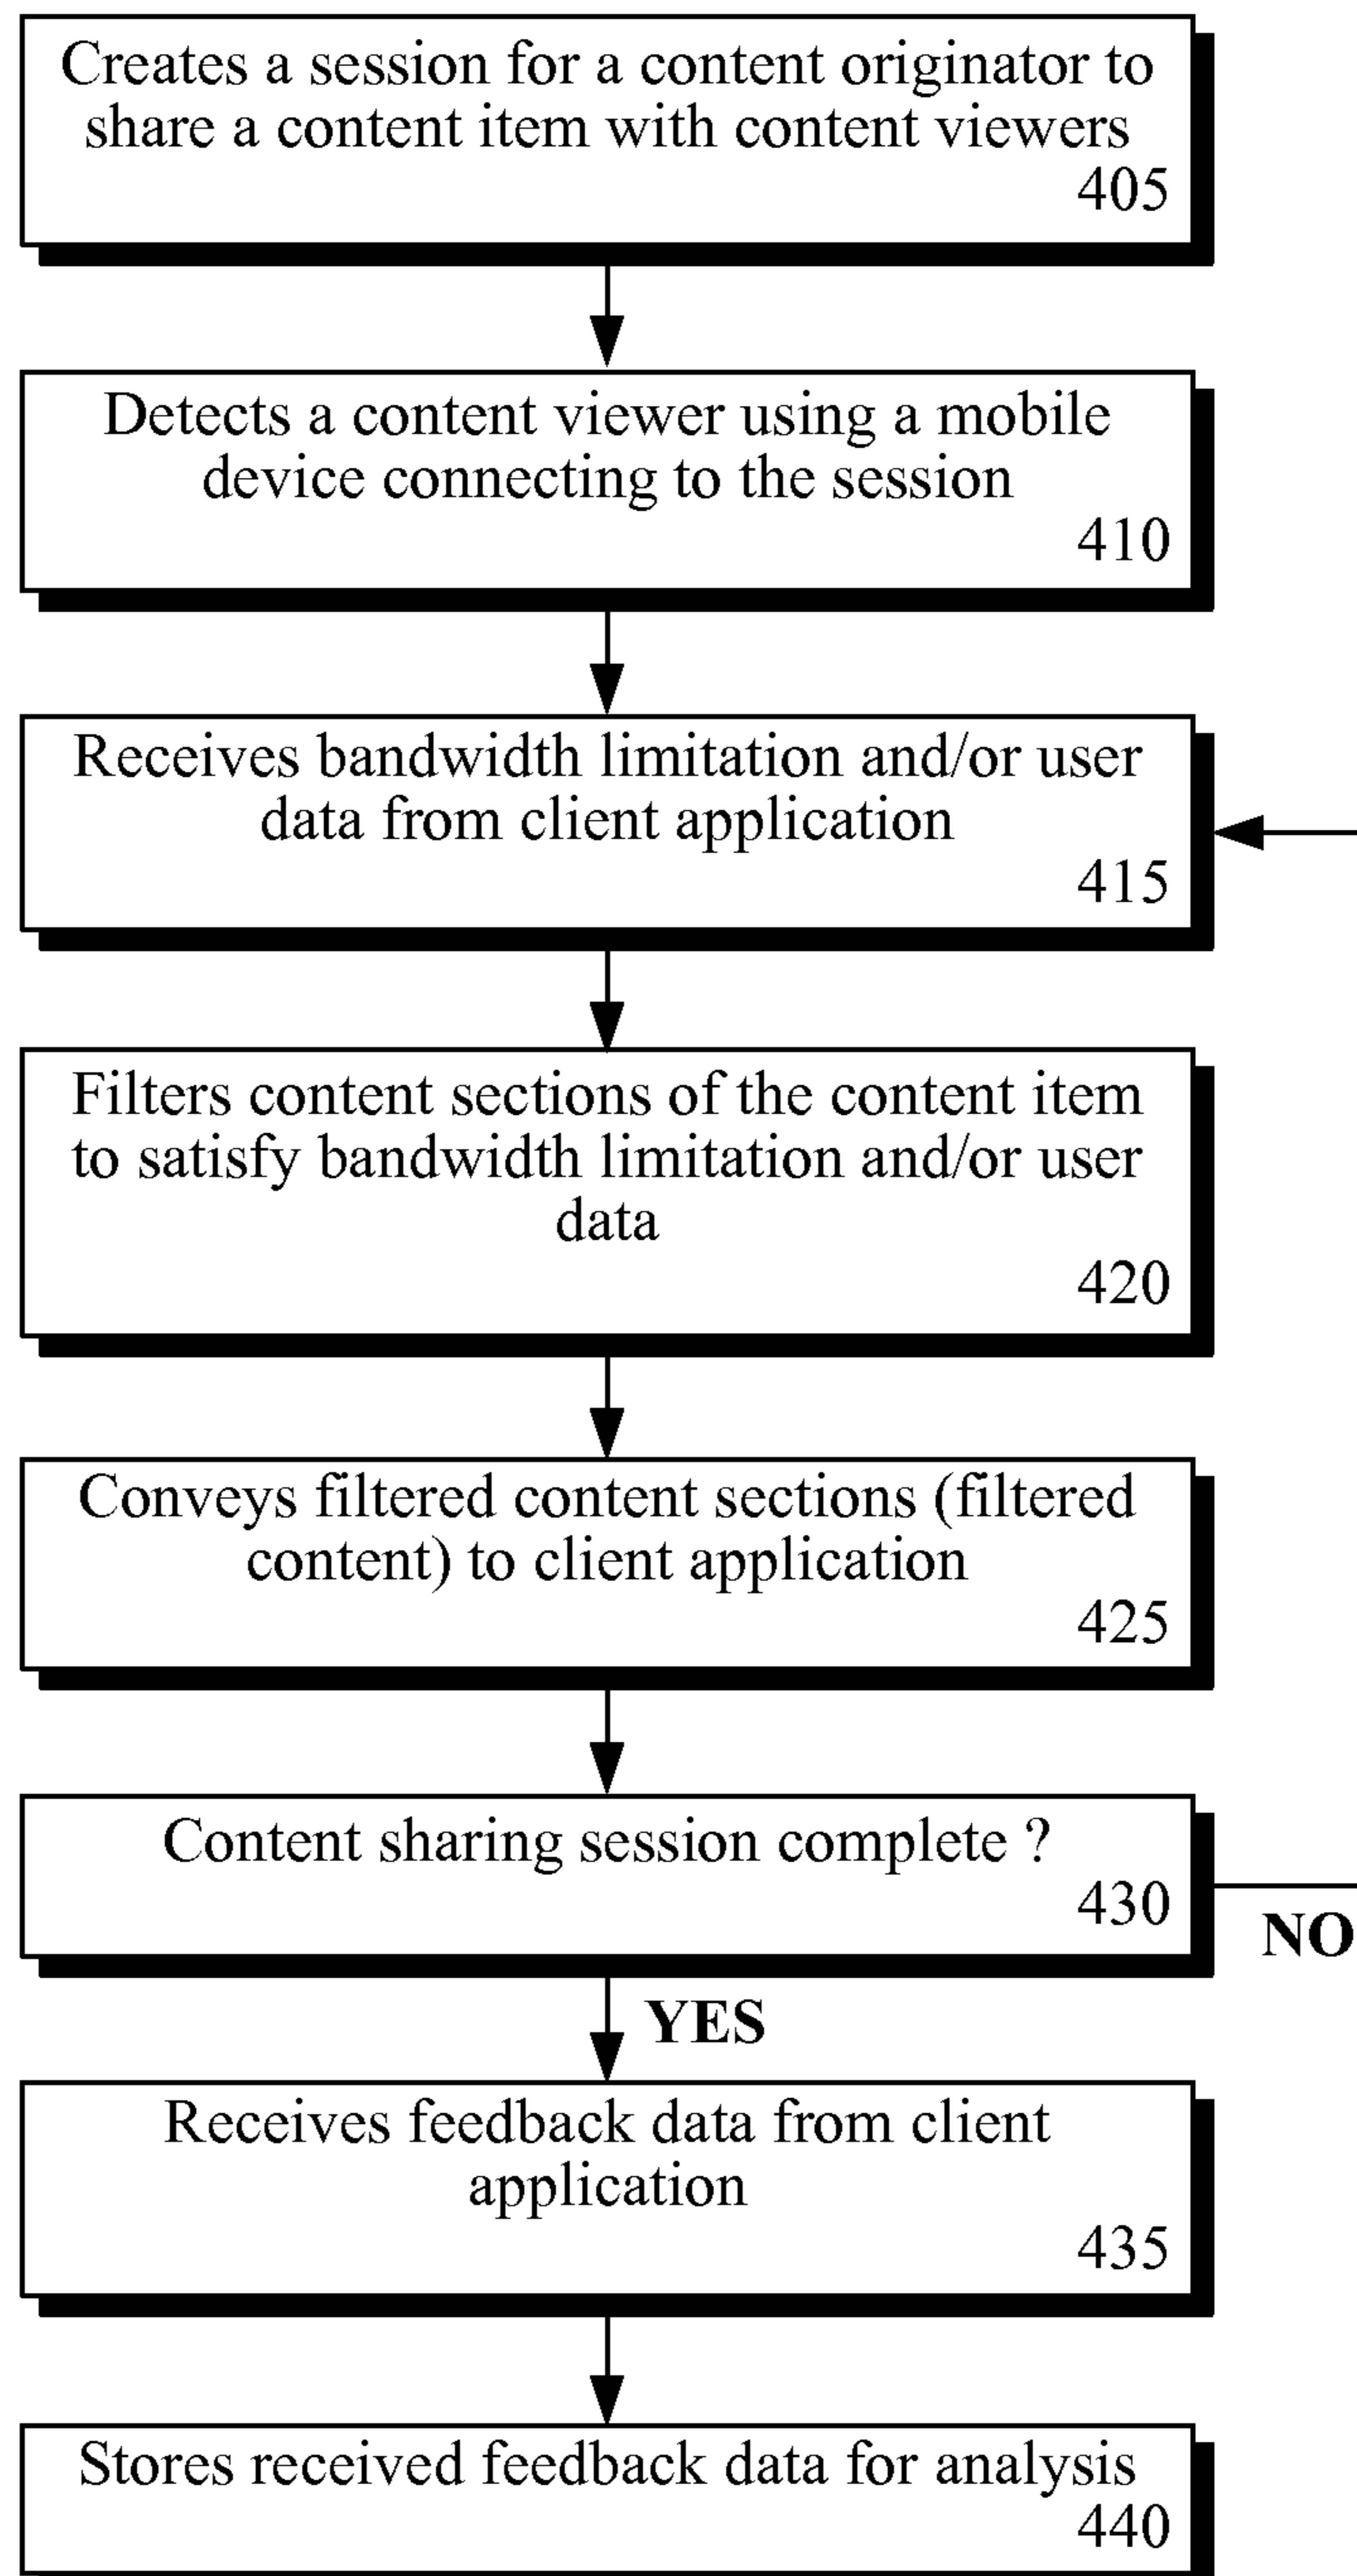 Creates a session for a content originator to
share a content item with content viewers
405
Detects a content viewer using a mobile
device connecting to the session
410
Receives bandwidth limitation and/or user
data from client application
415
Filters content sections of the content item
to satisfy bandwidth limitation and/or user
data
420
Conveys filtered content sections (filtered
content) to client application
425
Content sharing session complete ?
430
NO
YES
Receives feedback data from client
application
435
Stores received feedback data for analysis
440